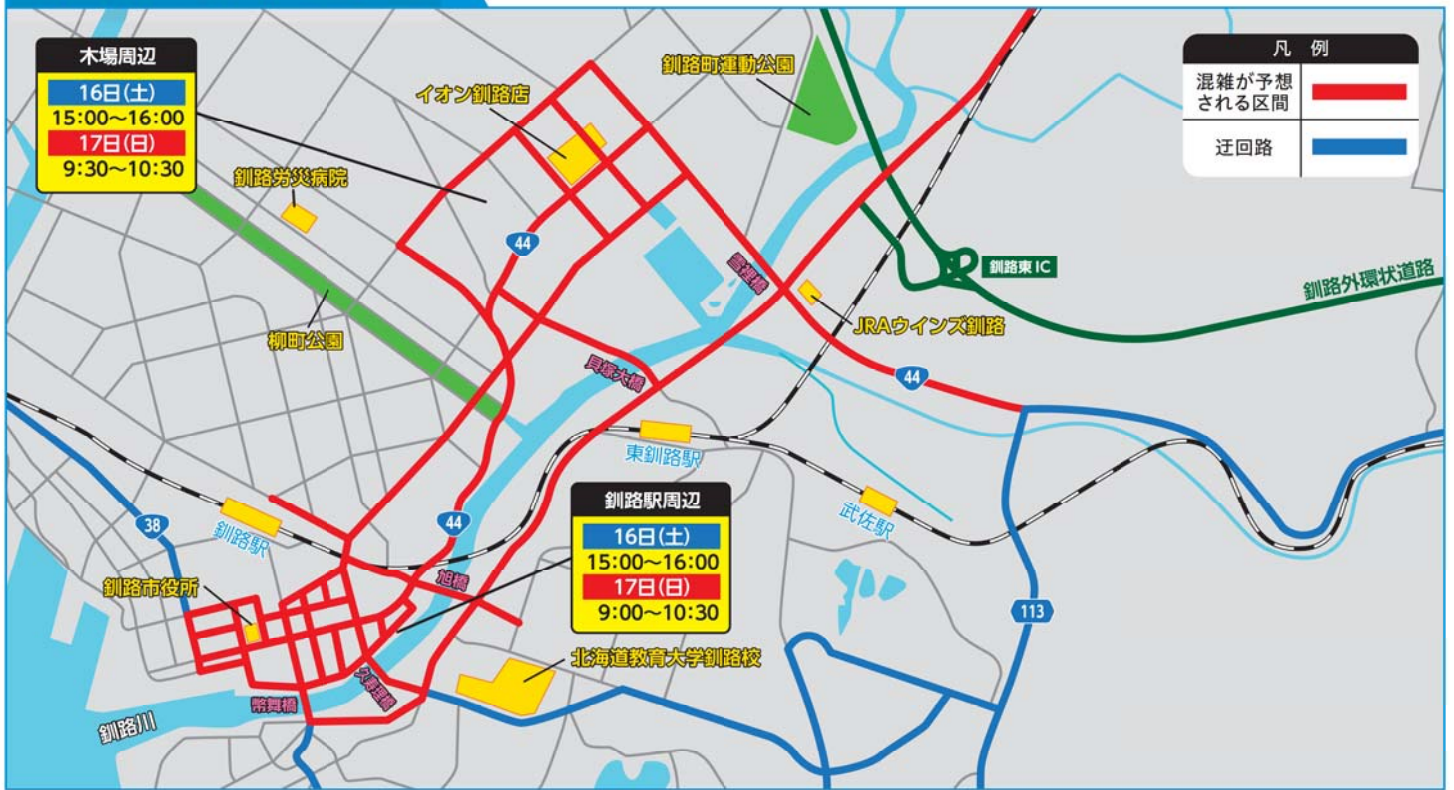 木場周辺
16日(土)
15:00～16:00
17日(日)
9:30～10:30
イオン釧路店
釧路町運動公園
凡例
混雑が予想
される区間
迂回路
釧路労災病院
44
雪裡橋
釧路東IC
釧路外環状道路
柳町公園
JRAウインズ釧路
貝塚大橋
44
東釧路駅
釧路駅周辺
16日(土)
15:00～16:00
17日(日)
9:00～10:30
武佐駅
38
釧路駅
44
旭橋
釧路市役所
113
北海道教育大学釧路校
久寿里橋
幣舞橋
釧路川